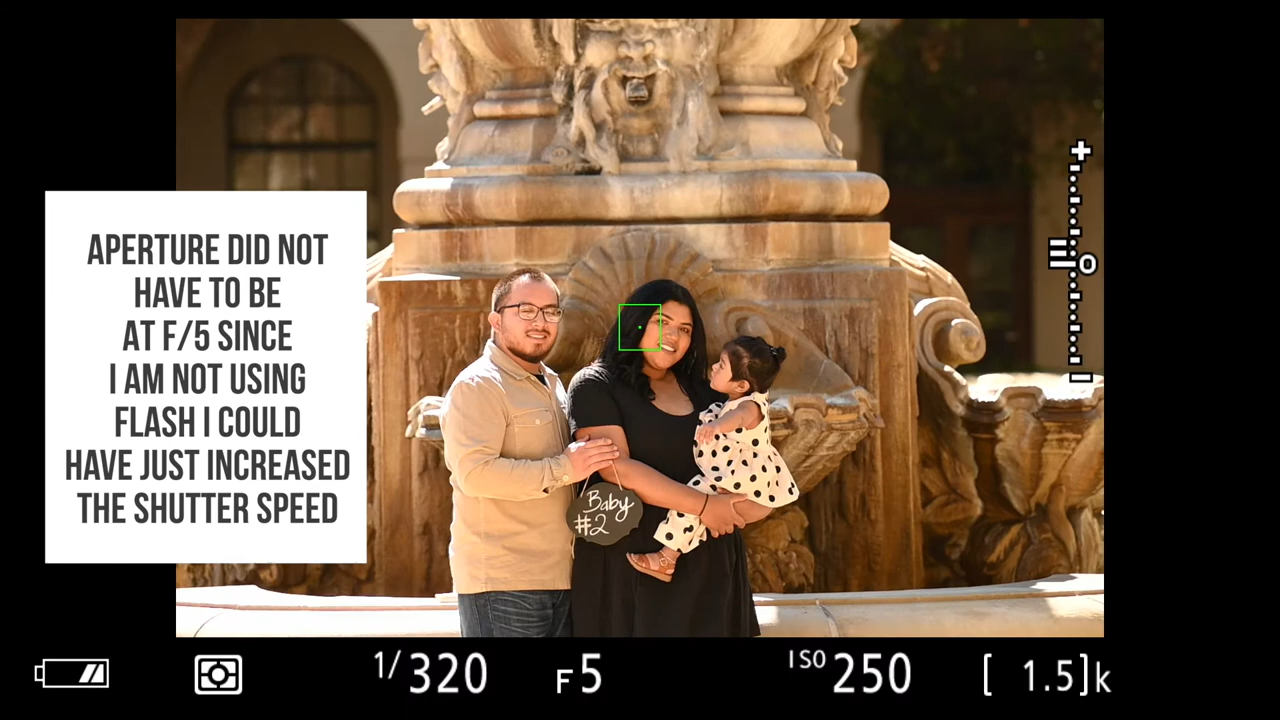 APERTURE DID NOT
HAVE TO BE
AT F/5 SINCE
I AM NOT USING
FLASH I COULD
HAVE JUST INCREASED
THE SHUTTER SPEED
Baby
#2
1/320 F5 ISO 250 [1.5]k